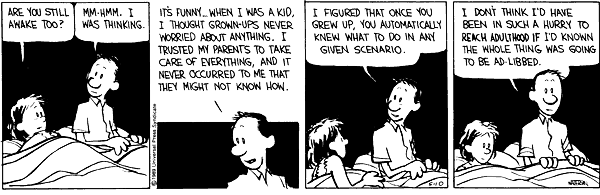 ARE YOU STILL
AWAKE TOO?
MM-HMM. I
WAS THINKING.
IT'S FUNNY... WHEN I WAS A KID,
I THOUGHT GROWN-UPS NEVER
WORRIED ABOUT ANYTHING. I
TRUSTED MY PARENTS TO TAKE
CARE OF EVERYTHING, AND IT
NEVER OCCURRED TO ME THAT
THEY MIGHT NOT KNOW HOW.
©1989 Universal Press Syndicate
I FIGURED THAT ONCE YOU
GREW UP, YOU AUTOMATICALLY
KNEW WHAT TO DO IN ANY
GIVEN SCENARIO.
I DON'T THINK I'D HAVE
BEEN IN SUCH A HURRY TO
REACH ADULTHOOD IF I'D KNOWN
THE WHOLE THING WAS GOING
TO BE AD-LIBBED.